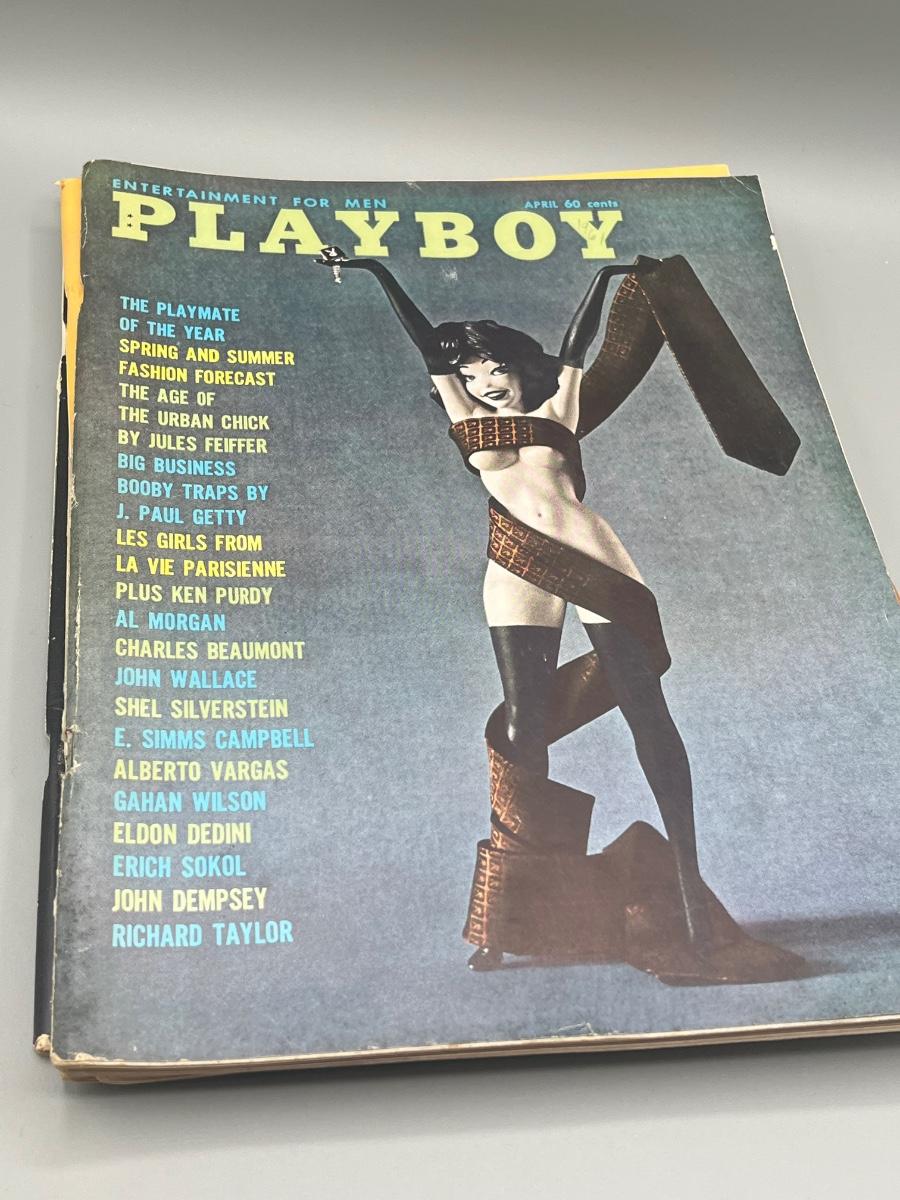 ENTERTAINMENT FOR MEN
APRIL 60 cents
PLAYBOY
THE PLAYMATE
OF THE YEAR
SPRING AND SUMMER
FASHION FORECAST
THE AGE OF
THE URBAN CHICK
BY JULES FEIFFER
BIG BUSINESS
BOOBY TRAPS BY
J. PAUL GETTY
LES GIRLS FROM
LA VIE PARISIENNE
PLUS KEN PURDY
AL MORGAN
CHARLES BEAUMONT
JOHN WALLACE
SHEL SILVERSTEIN
E. SIMMS CAMPBELL
ALBERTO VARGAS
GAHAN WILSON
ELDON DEDINI
ERICH SOKOL
JOHN DEMPSEY
RICHARD TAYLOR